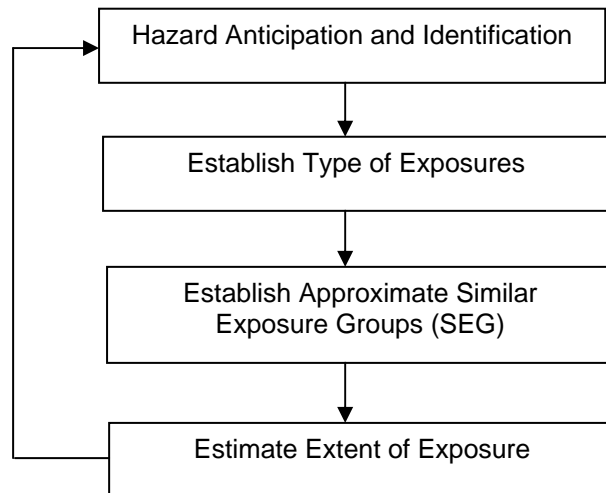 Hazard Anticipation and Identification
Establish Type of Exposures
Establish Approximate Similar
Exposure Groups (SEG)
Estimate Extent of Exposure